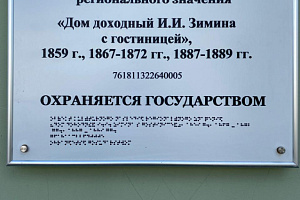 регионального значения
«Дом доходный И.И. Зимина
с гостиницей»,
1859 г., 1867-1872 гг., 1887-1889 гг.
761811322640005
ОХРАНЯЕТСЯ ГОСУДАРСТВОМ